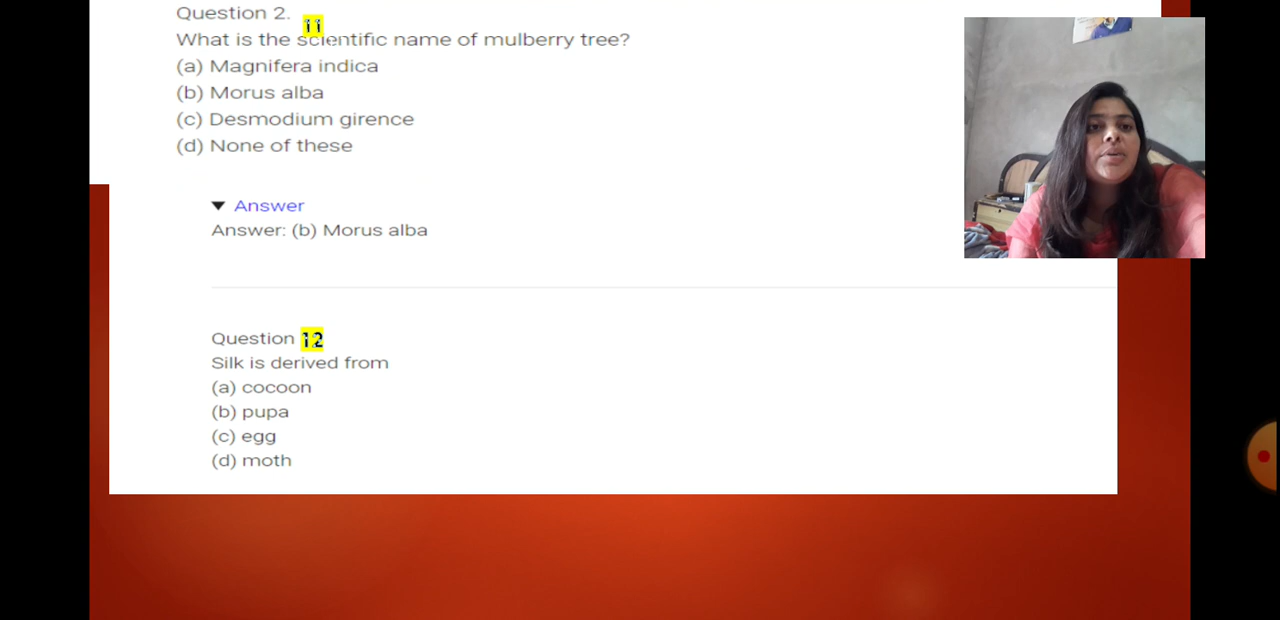 Question 2.
11
What is the scientific name of mulberry tree?
(a) Magnifera indica
(b) Morus alba
(c) Desmodium girence
(d) None of these
▼ Answer
Answer: (b) Morus alba
Question 12
Silk is derived from
(a) cocoon
(b) pupa
(c) egg
(d) moth